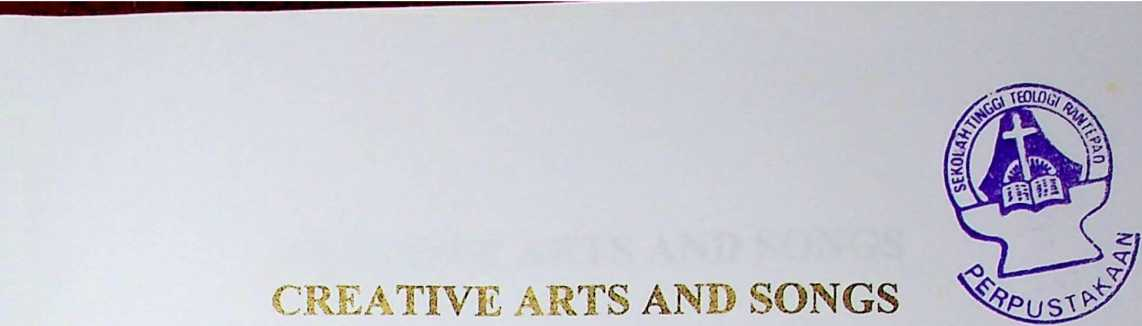 SEKOLAH TINGGI TEOLOGI RANTEPAO
PERPUSTAKAAN
CREATIVE ARTS AND SONGS